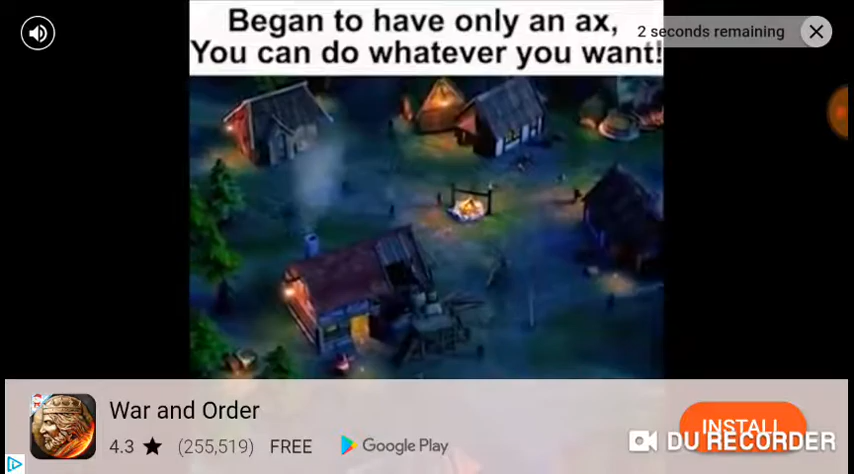 Began to have only an ax,
You can do whatever you want!
2 seconds remaining
War and Order
4.3 ★ (255,519) FREE Google Play
INSTALL
DU RECORDER